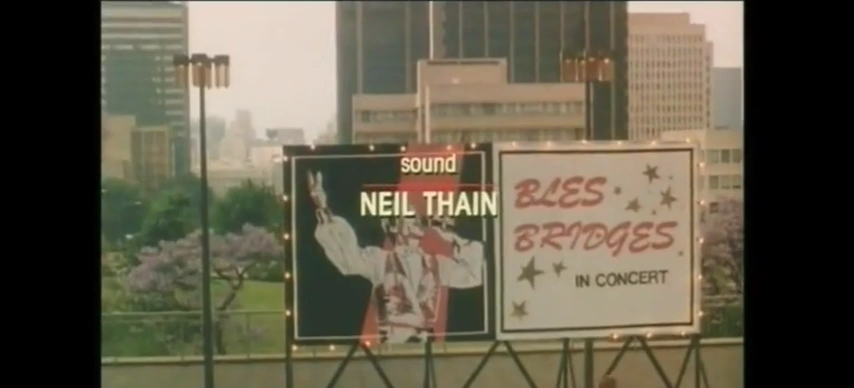 sound
NEIL THAIN
BLES
BRIDGES
IN CONCERT